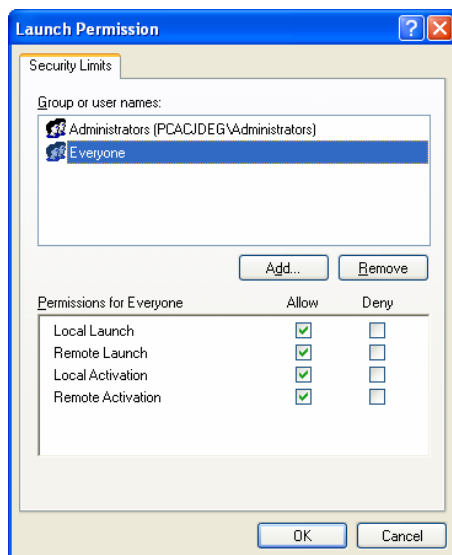 Launch Permission
Security Limits
Group or user names:
Administrators (PCACJDEG\Administrators)
Everyone
Add... Remove
Permissions for Everyone Allow Deny
Local Launch
Remote Launch
Local Activation
Remote Activation
OK Cancel